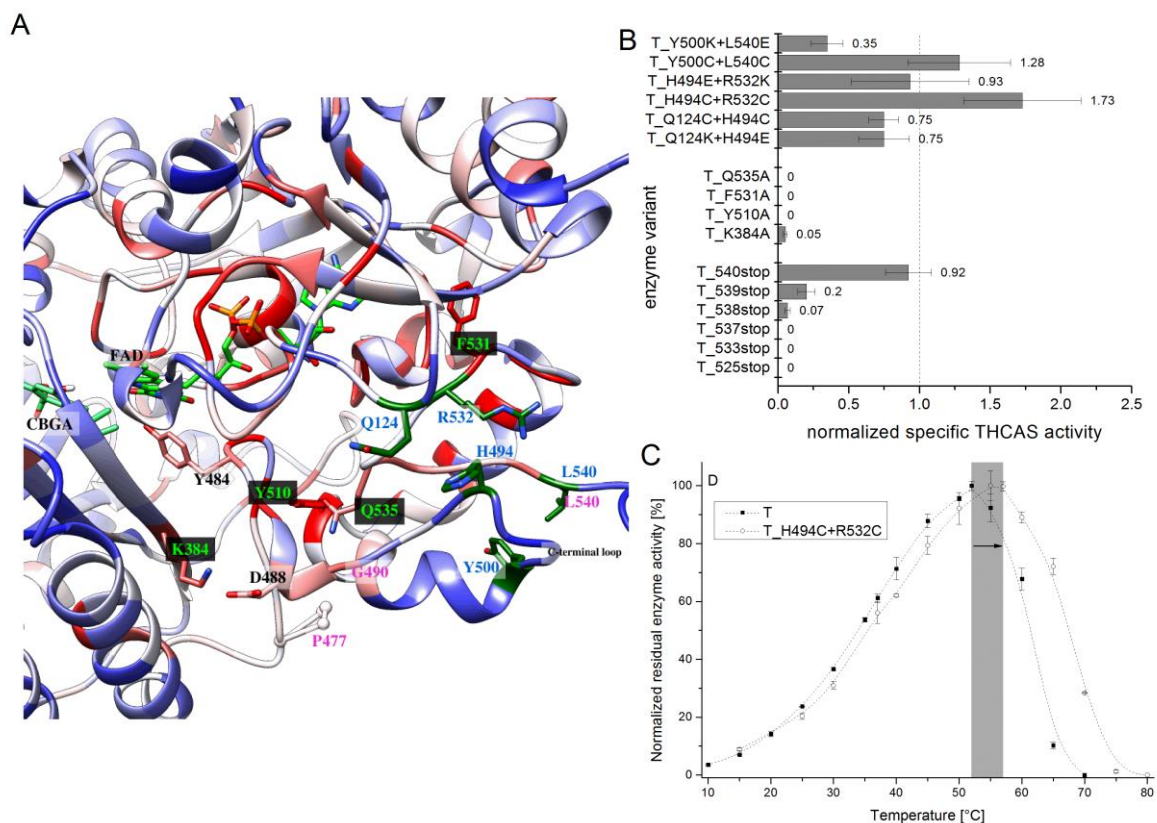 A
FAD
CBGA
F531
Q124
R532
H494
L540
L540
Y484
Y510
Q535
K384
D488
G490
Y500
C-terminal loop
P477
B
T_Y500K+L540E 0.35
T_Y500C+L540C 1.28
T_H494E+R532K 0.93
T_H494C+R532C 1.73
T_Q124C+H494C 0.75
T_Q124K+H494E 0.75
T_Q535A 0
T_F531A 0
T_Y510A 0
T_K384A 0.05
T_540stop 0.92
T_539stop 0.2
T_538stop 0.07
T_537stop 0
T_533stop 0
T_525stop 0
enzyme variant
0.0 0.5 1.0 1.5 2.0 2.5
normalized specific THCAS activity
C
D
T
T_H494C+R532C
Normalized residual enzyme activity [%]
100
80
60
40
20
0
10 20 30 40 50 60 70 80
Temperature [°C]